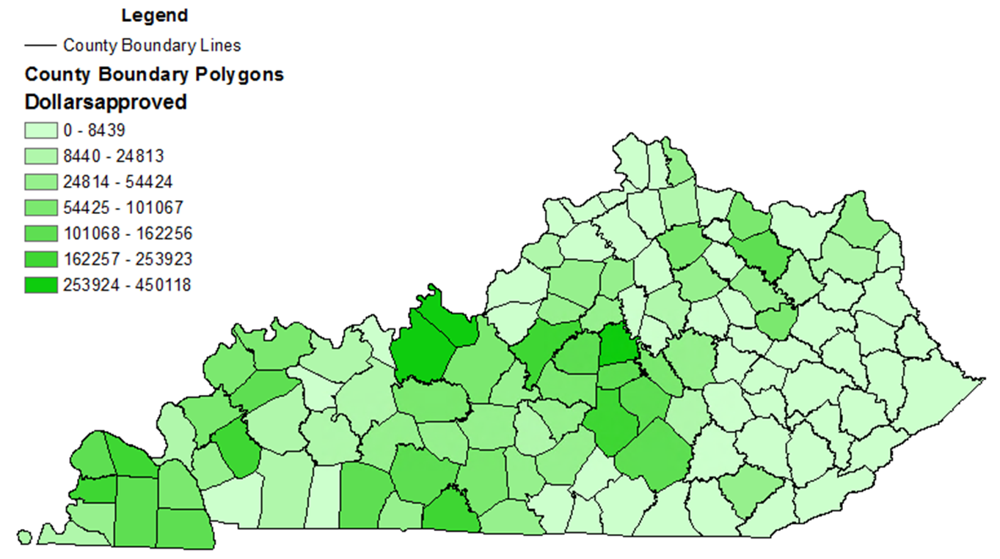 Legend
County Boundary Lines
County Boundary Polygons
Dollarsapproved
0 - 8439
8440 - 24813
24814 - 54424
54425 - 101067
101068 - 162256
162257 - 253923
253924 - 450118